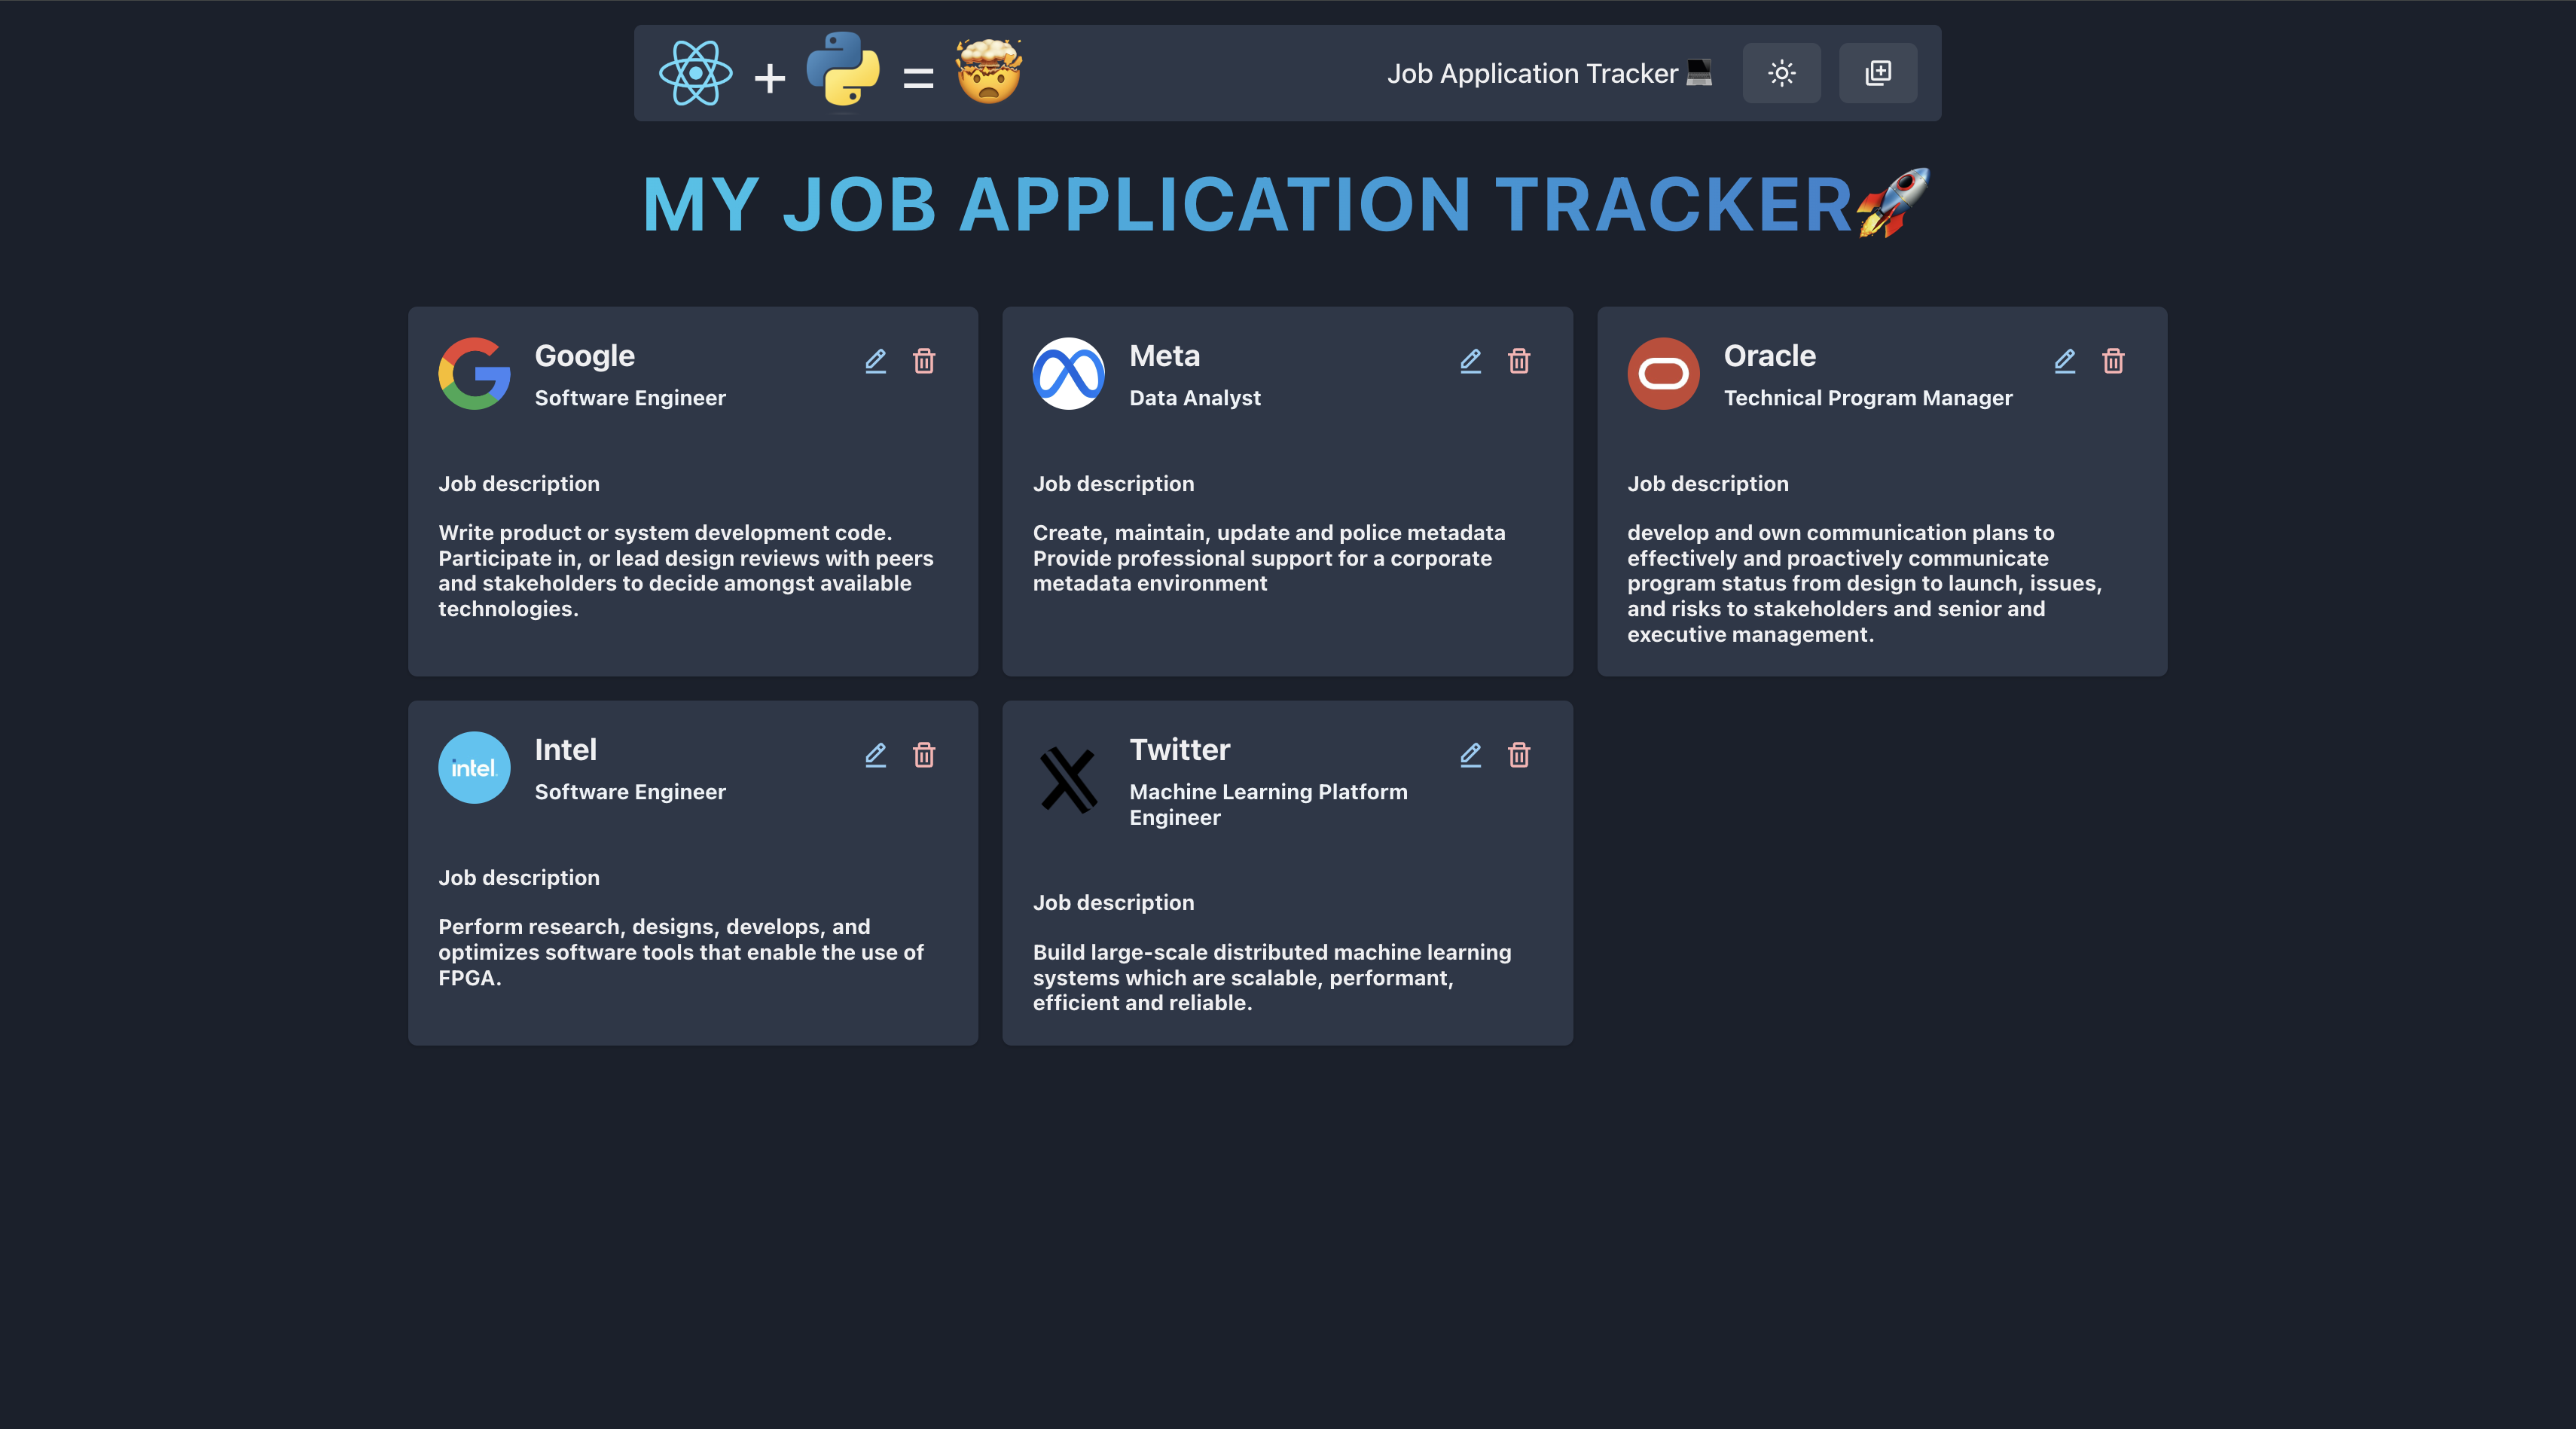 + = Job Application Tracker
MY JOB APPLICATION TRACKER
Google
Software Engineer
Job description
Write product or system development code.
Participate in, or lead design reviews with peers
and stakeholders to decide amongst available
technologies.
Meta
Data Analyst
Job description
Create, maintain, update and police metadata
Provide professional support for a corporate
metadata environment
Oracle
Technical Program Manager
Job description
develop and own communication plans to
effectively and proactively communicate
program status from design to launch, issues,
and risks to stakeholders and senior and
executive management.
intel.
Intel
Software Engineer
Job description
Perform research, designs, develops, and
optimizes software tools that enable the use of
FPGA.
Twitter
Machine Learning Platform
Engineer
Job description
Build large-scale distributed machine learning
systems which are scalable, performant,
efficient and reliable.